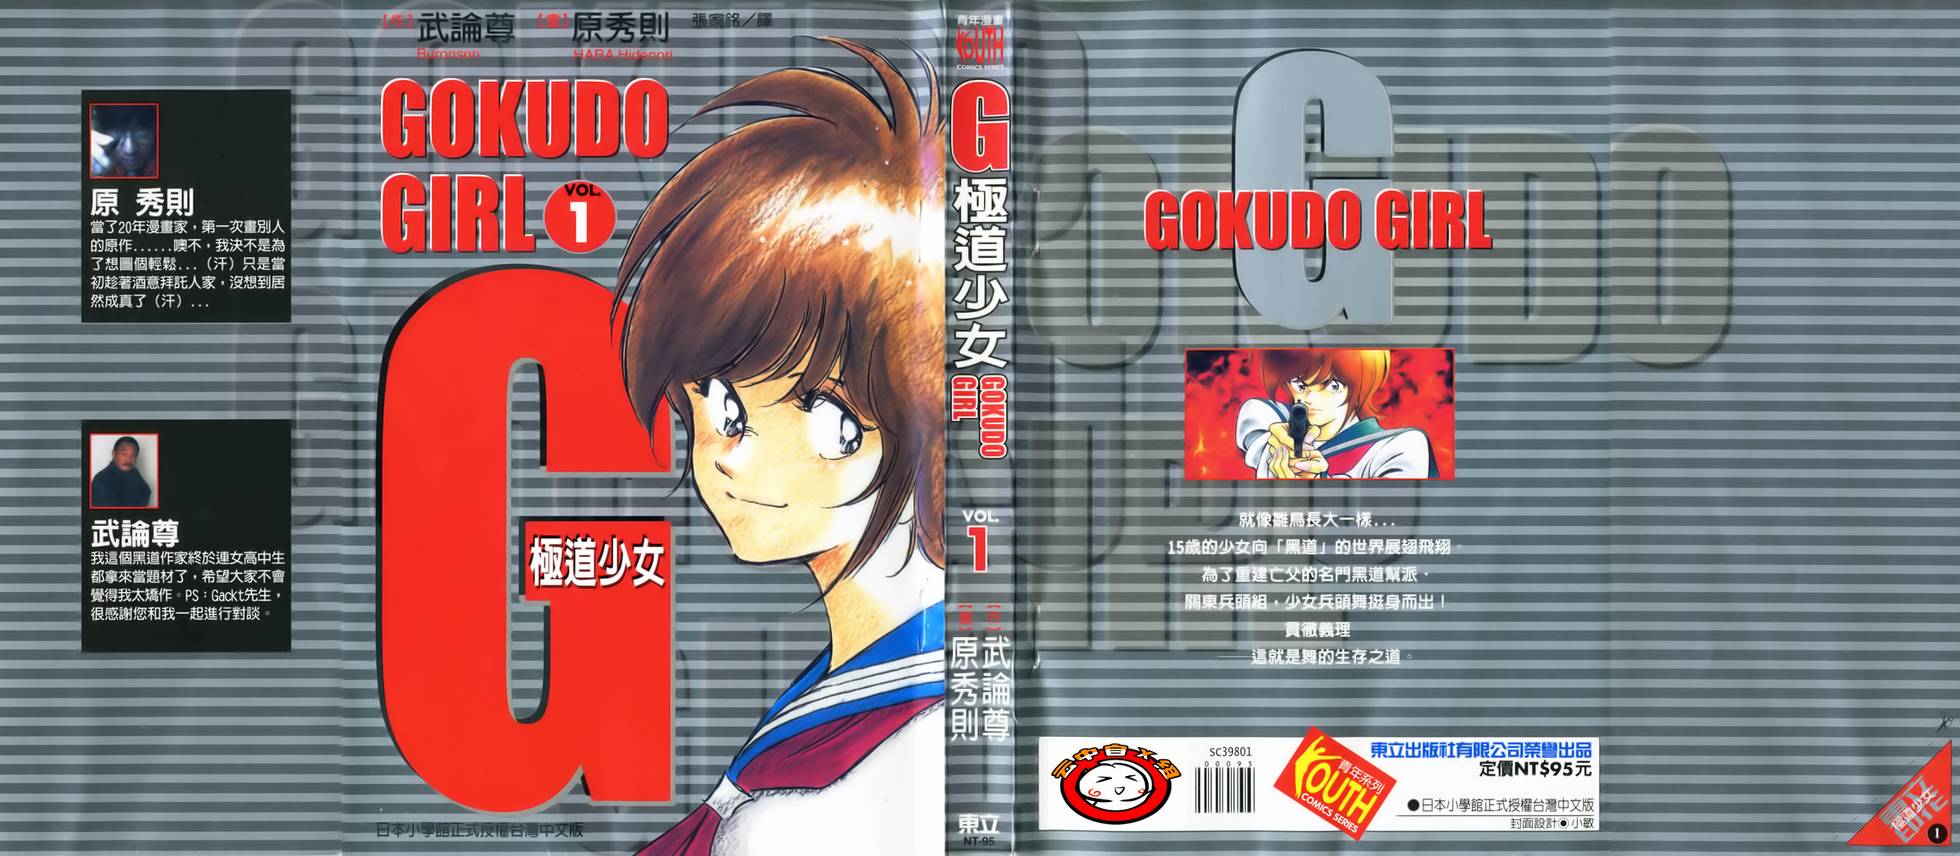 原 秀則
當了20年漫畫家，第一次畫別人
的原作......噢不，我決不是為
了想圖個輕鬆...（汗）只是當
初趁著酒意拜託人家，沒想到居
然成真了（汗）...
武論尊
我這個黑道作家終於連女高中生
都拿來當題材了，希望大家不會
覺得我太矯作。PS：Gackt先生，
很感謝您和我一起進行對談。
【作】武論尊 【畫】原秀則 張家銘／譯
Buronson HARA Hidenori
GOKUDO
GIRL VOL. 1
G
極道少女
日本小學館正式授權台灣中文版
青年漫畫
YOUTH
COMICS SERIES
G
極道少女
GOKUDO
GIRL
VOL.
1
【作】武論尊
【畫】原秀則
東立
NT-95
G
GOKUDO GIRL
就像雛鳥長大一樣...
15歲的少女向「黑道」的世界展翅飛翔。
為了重建亡父的名門黑道幫派，
關東兵頭組，少女兵頭舞挺身而出！
貫徹義理
——這就是舞的生存之道。
云中宫X组
SC39801
00095
青年系列
YOUTH
COMICS SERIES
東立出版社有限公司榮譽出品
定價NT$95元
●日本小學館正式授權台灣中文版
封面設計◉小敏
東立
極道少女
1